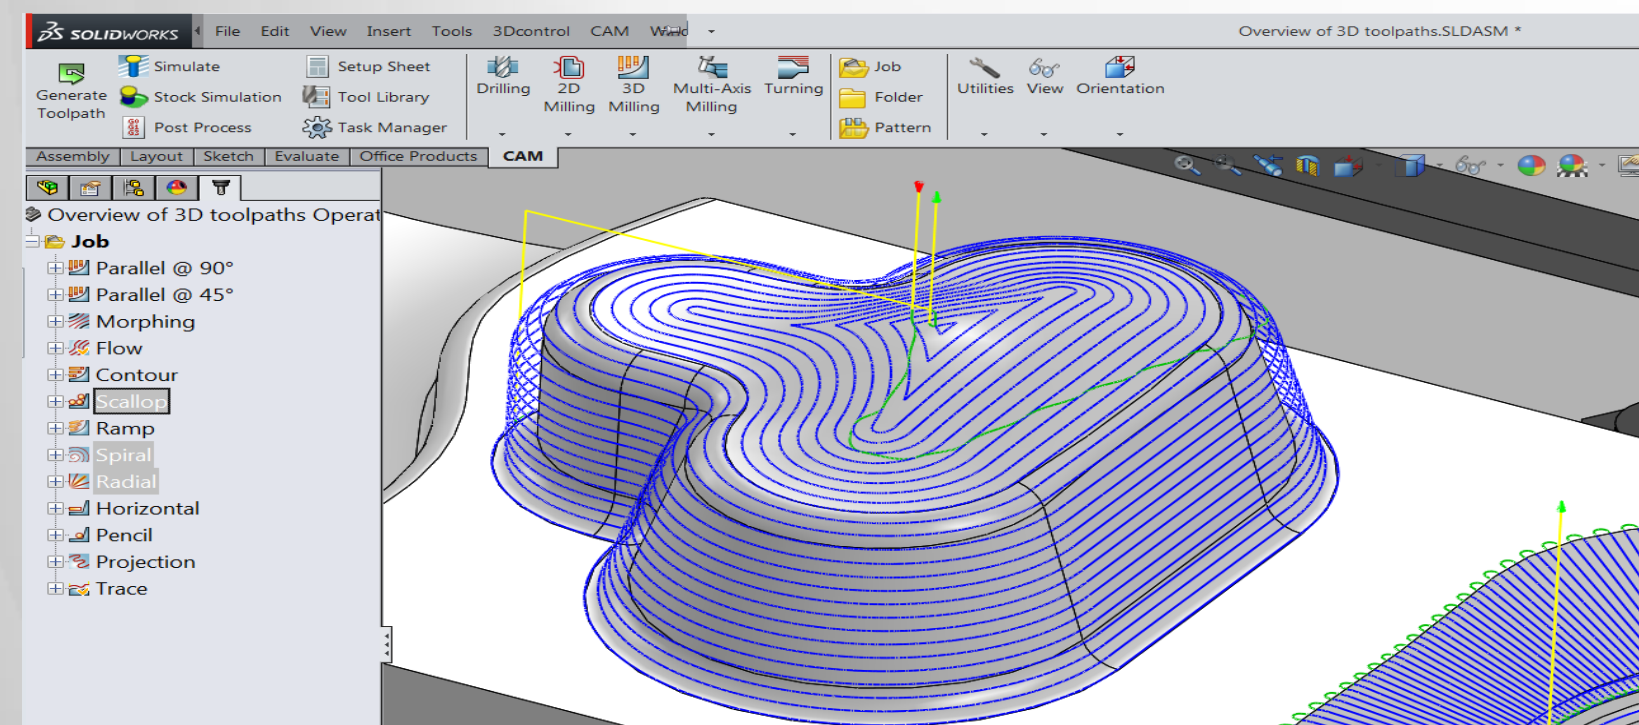 SOLIDWORKS File Edit View Insert Tools 3Dcontrol CAM Overview of 3D toolpaths.SLDASM *
Generate Toolpath
Simulate
Stock Simulation
Post Process
Setup Sheet
Tool Library
Task Manager
Drilling
2D Milling
3D Milling
Multi-Axis Milling
Turning
Job
Folder
Pattern
Utilities
View
Orientation
Assembly Layout Sketch Evaluate Office Products CAM
Overview of 3D toolpaths Operat
Job
Parallel @ 90°
Parallel @ 45°
Morphing
Flow
Contour
Scallop
Ramp
Spiral
Radial
Horizontal
Pencil
Projection
Trace